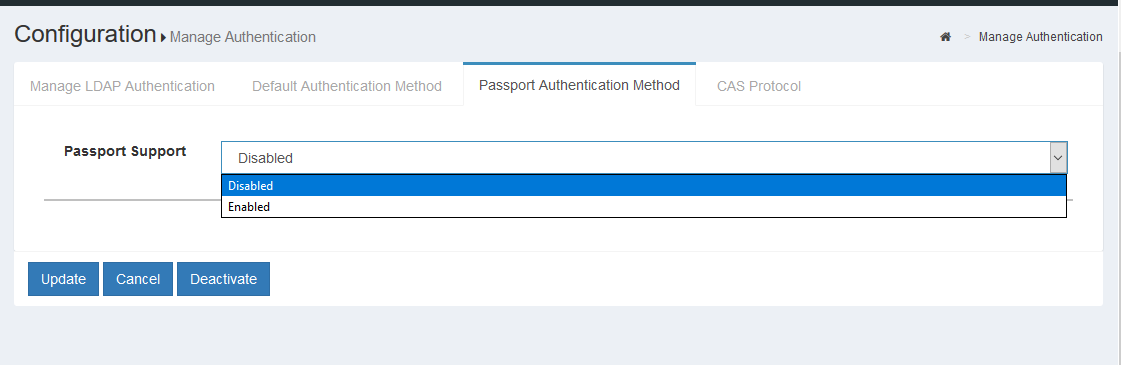 Configuration Manage Authentication
> Manage Authentication
Manage LDAP Authentication Default Authentication Method Passport Authentication Method CAS Protocol
Passport Support Disabled
Disabled
Enabled
Update Cancel Deactivate